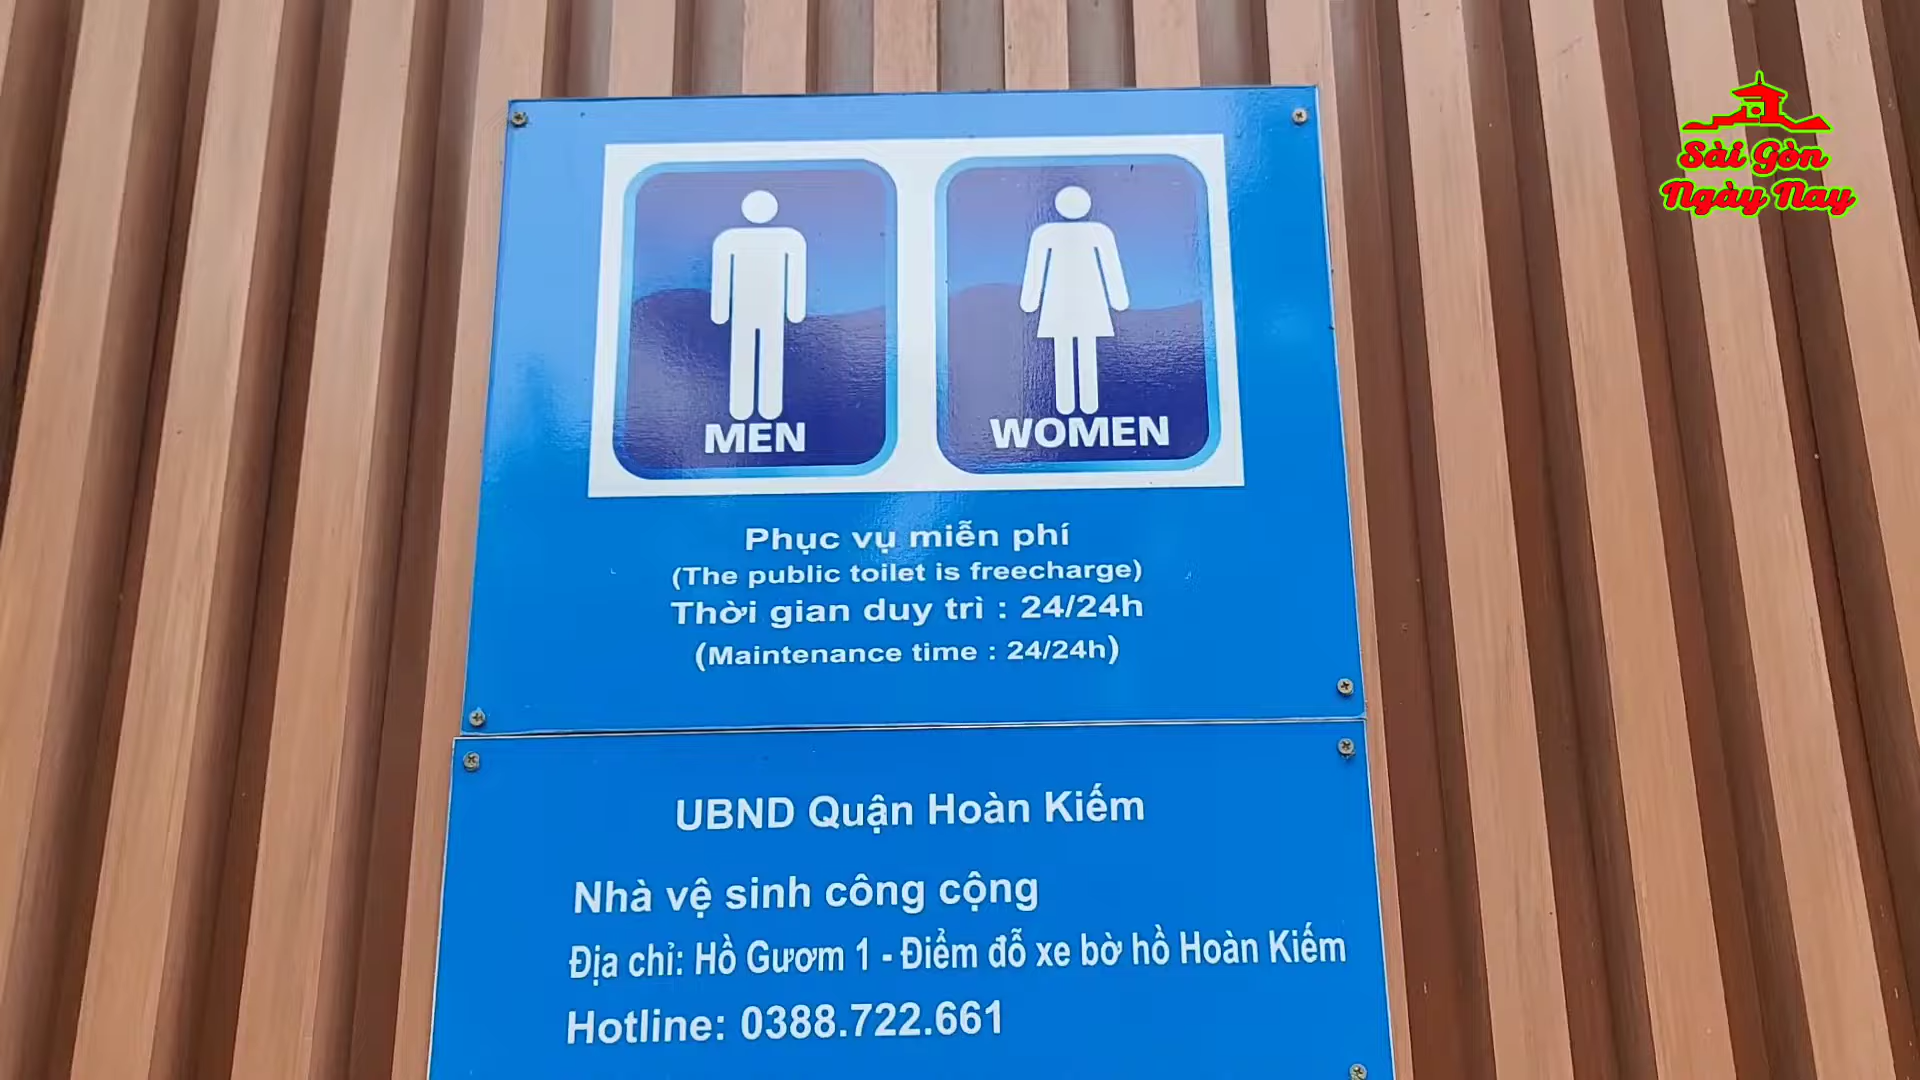 Sài Gòn
Ngày Nay
MEN
WOMEN
Phục vụ miễn phí
(The public toilet is freecharge)
Thời gian duy trì : 24/24h
(Maintenance time : 24/24h)
UBND Quận Hoàn Kiếm
Nhà vệ sinh công cộng
Địa chỉ: Hồ Gươm 1 - Điểm đỗ xe bờ hồ Hoàn Kiếm
Hotline: 0388.722.661